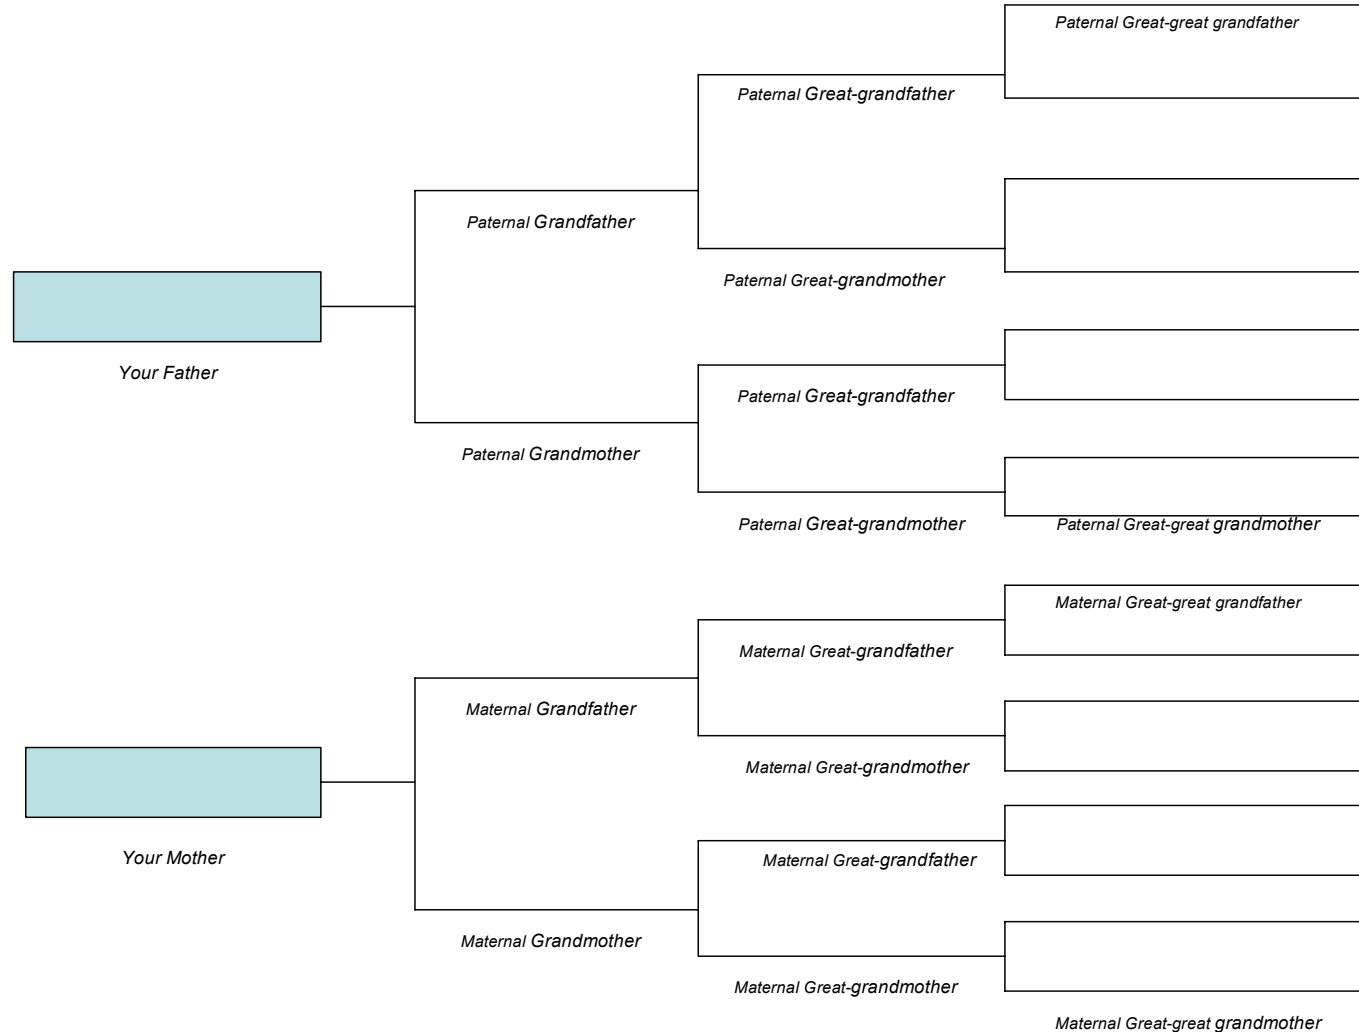 Paternal Great-great grandfather
Paternal Great-grandfather
Paternal Grandfather
Paternal Great-grandmother
Your Father
Paternal Great-grandfather
Paternal Grandmother
Paternal Great-grandmother
Paternal Great-great grandmother
Maternal Great-great grandfather
Maternal Great-grandfather
Maternal Grandfather
Maternal Great-grandmother
Your Mother
Maternal Great-grandfather
Maternal Grandmother
Maternal Great-grandmother
Maternal Great-great grandmother